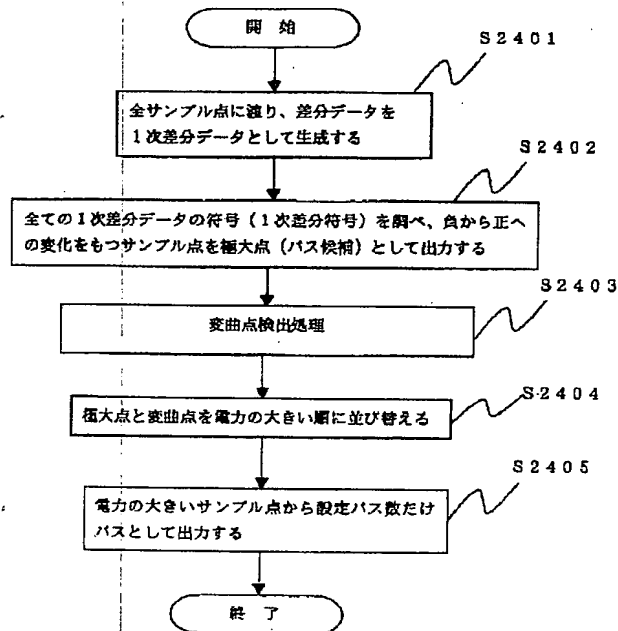 開 始
S2401
全サンプル点に渡り、差分データを
1次差分データとして生成する
S2402
全ての1次差分データの符号（1次差分符号）を調べ、負から正へ
の変化をもつサンプル点を極大点（パス候補）として出力する
S2403
変曲点検出処理
S2404
極大点と変曲点を電力の大きい順に並び替える
S2405
電力の大きいサンプル点から設定パス数だけ
パスとして出力する
終 了